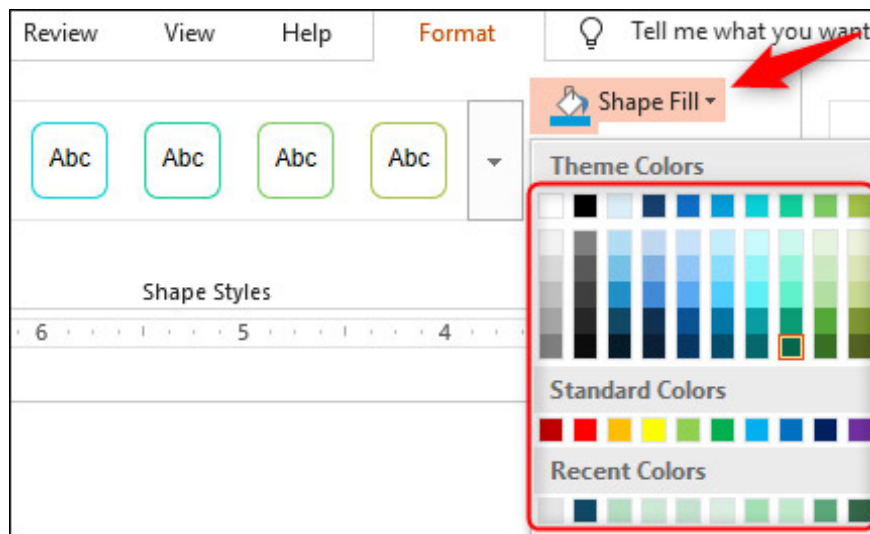 Review View Help Format Tell me what you want
Shape Fill
Abc Abc Abc Abc
Theme Colors
Shape Styles
6 5 4
Standard Colors
Recent Colors